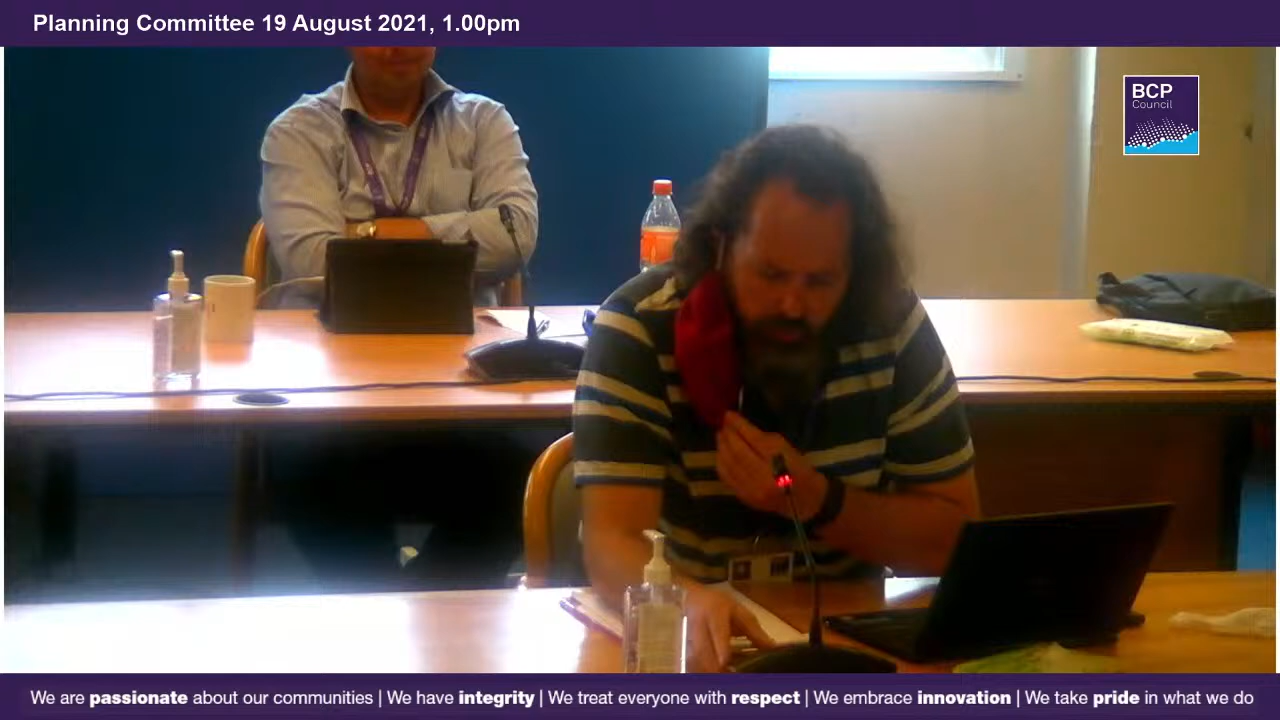 Planning Committee 19 August 2021, 1.00pm
BCP
Council
We are passionate about our communities | We have integrity | We treat everyone with respect | We embrace innovation | We take pride in what we do